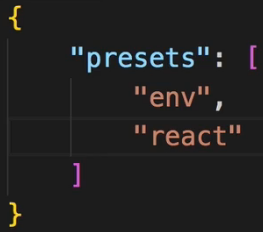 {
"presets": [
"env",
"react"
]
}